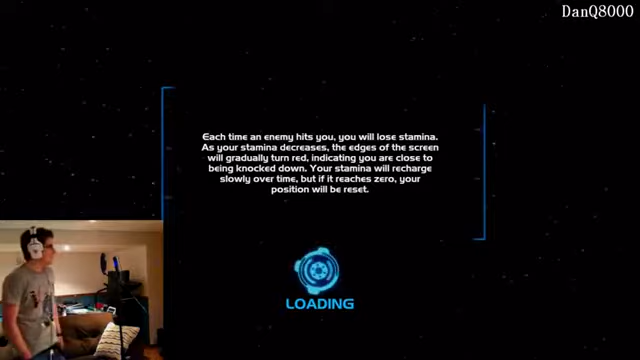 DanQ8000
Each time an enemy hits you, you will lose stamina.
As your stamina decreases, the edges of the screen
will gradually turn red, indicating you are close to
being knocked down. Your stamina will recharge
slowly over time, but if it reaches zero, your
position will be reset.
LOADING